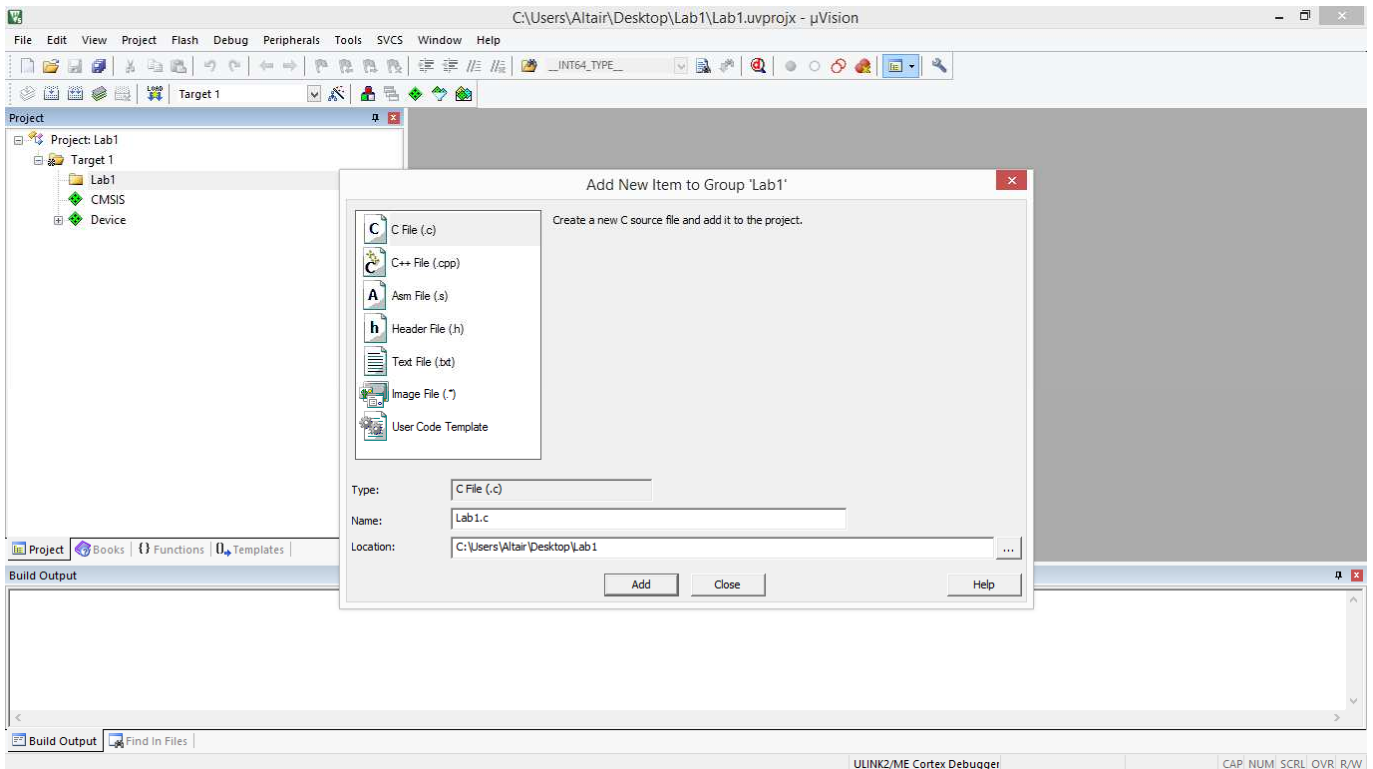 C:\Users\Altair\Desktop\Lab1\Lab1.uvprojx - µVision
File Edit View Project Flash Debug Peripherals Tools SVCS Window Help
__INT64_TYPE__
LOAD Target 1
Project
Project: Lab1
Target 1
Lab1
CMSIS
Device
Add New Item to Group 'Lab1'
Create a new C source file and add it to the project.
C C File (.c)
C C++ File (.cpp)
A Asm File (.s)
h Header File (.h)
Text File (.txt)
Image File (.*)
User Code Template
Type: C File (.c)
Name: Lab1.c
Location: C:\Users\Altair\Desktop\Lab1 ...
Add Close Help
Project Books {} Functions 0 Templates
Build Output
Build Output Find In Files
ULINK2/ME Cortex Debugger CAP NUM SCRL OVR R/W